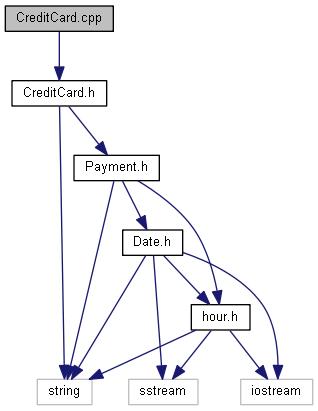 CreditCard.cpp
CreditCard.h
Payment.h
Date.h
hour.h
string
sstream
iostream